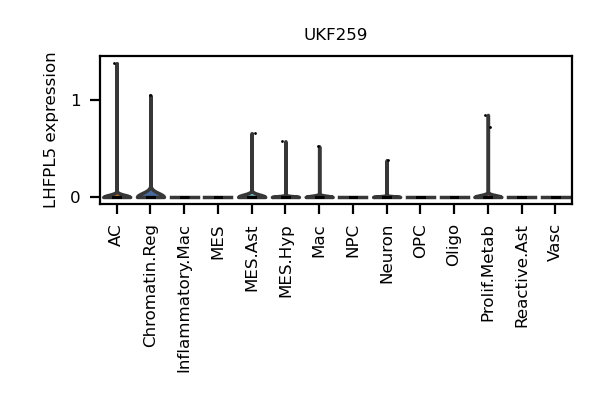 UKF259
LHFPL5 expression
1
0
AC
Chromatin.Reg
Inflammatory.Mac
MES
MES.Ast
MES.Hyp
Mac
NPC
Neuron
OPC
Oligo
Prolif.Metab
Reactive.Ast
Vasc